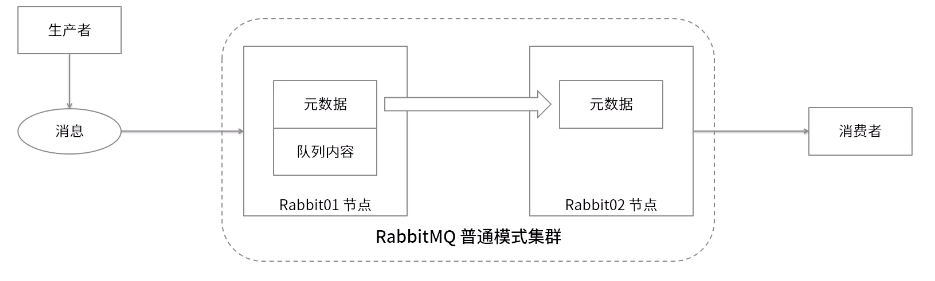 生产者
消息
元数据
队列内容
Rabbit01 节点
元数据
Rabbit02 节点
RabbitMQ 普通模式集群
消费者